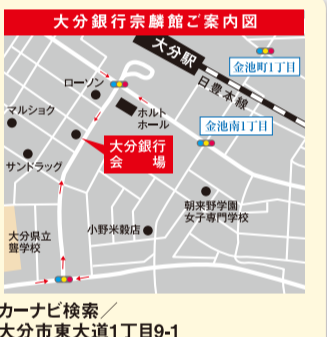 大分銀行宗麟館ご案内図
大分駅
金池町1丁目
日豊本線
ローソン
マルショク
ホルト
ホール
金池南1丁目
大分銀行
会場
サンドラッグ
朝来野学園
女子専門学校
大分県立
聾学校
小野米穀店
カーナビ検索／
大分市東大道1丁目9-1